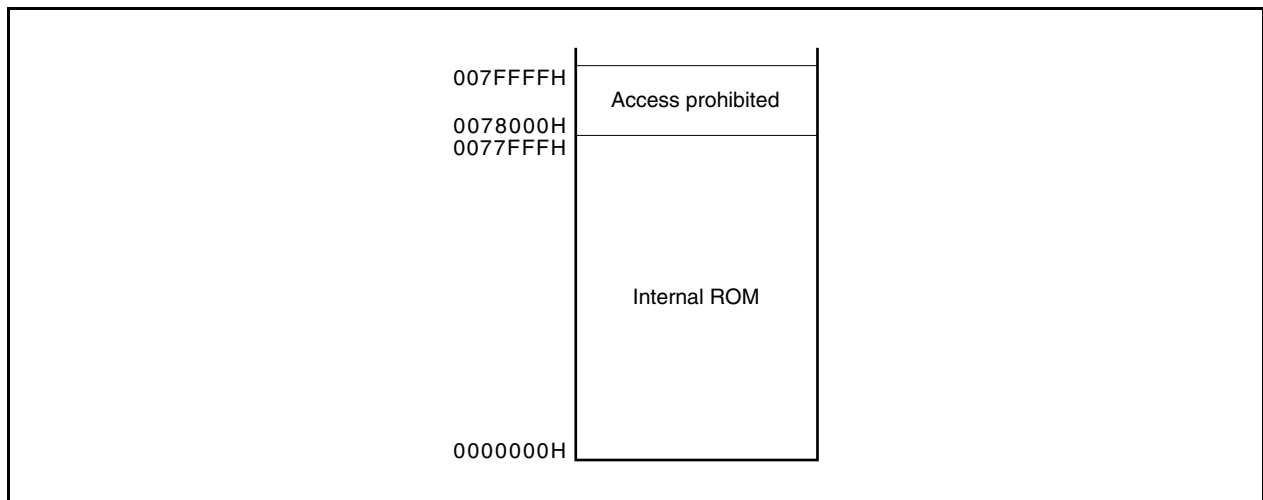 007FFFFH
Access prohibited
0078000H
0077FFFH
Internal ROM
0000000H